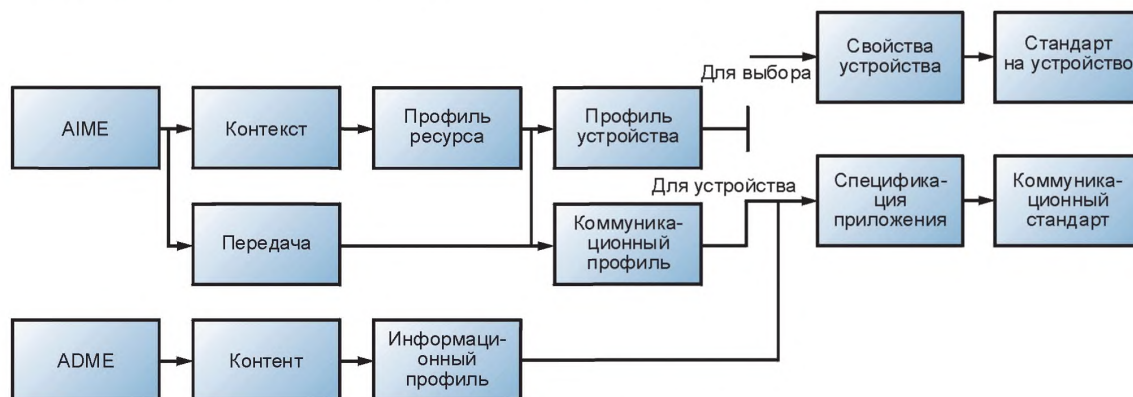 Свойства
устройства
Стандарт
на устройство
Для выбора
AIME
Контекст
Профиль
ресурса
Профиль
устройства
Для устройства
Специфика-
ция
приложения
Коммуника-
ционный
стандарт
Передача
Коммуника-
ционный
профиль
ADME
Контент
Информаци-
онный
профиль